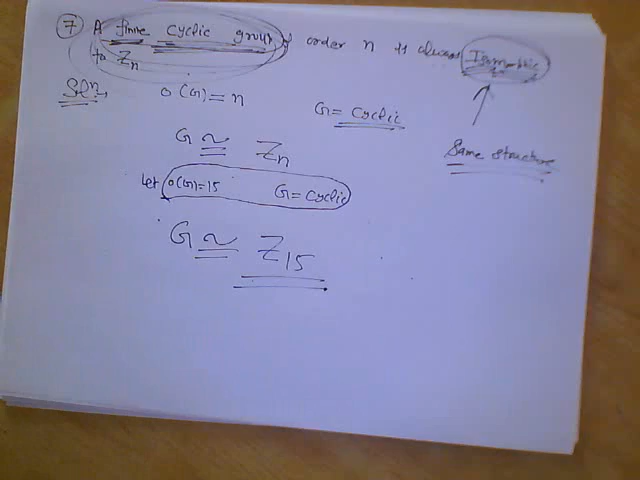 7 A finite cyclic group of order n is always Isomorphic
to Zn
Solⁿ
o(G)=n
G= cyclic
G ≅ Zn
Same structure
Let o(G)=15 G=cyclic
G ≅ Z15